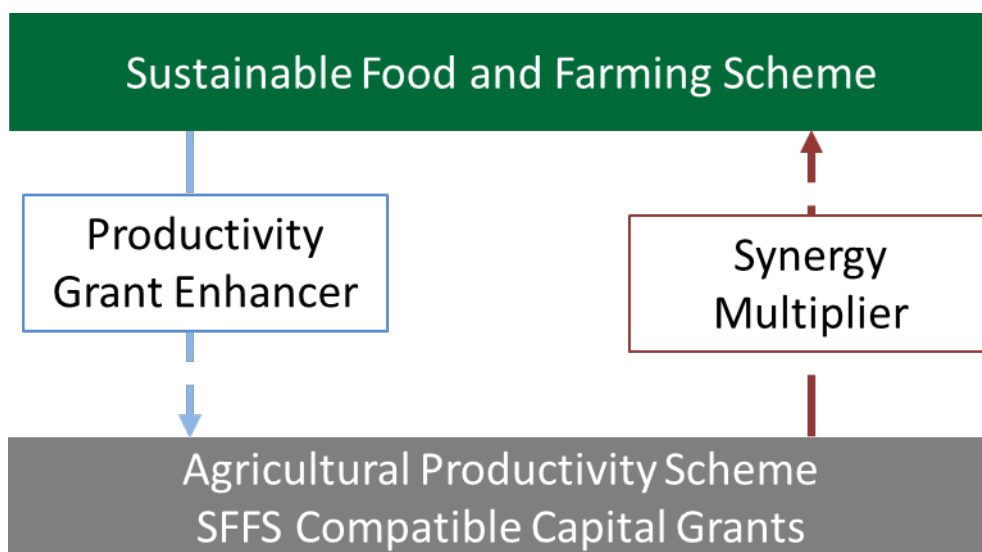 Sustainable Food and Farming Scheme
Productivity
Grant Enhancer
Synergy
Multiplier
Agricultural Productivity Scheme
SFFS Compatible Capital Grants